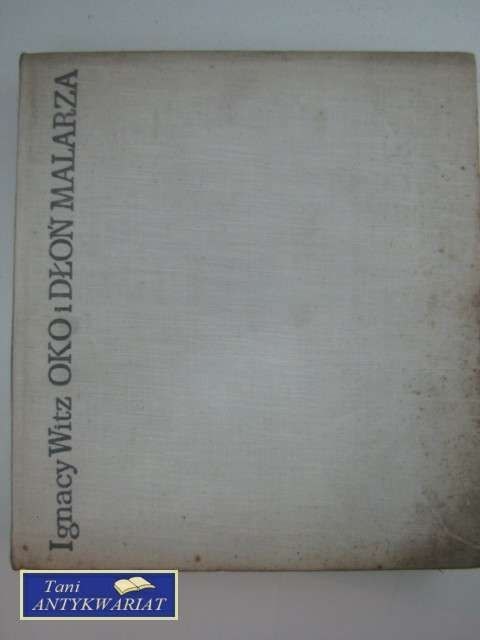 Ignacy Witz OKO i DŁOŃ MALARZA
Tani
ANTYKWARIAT